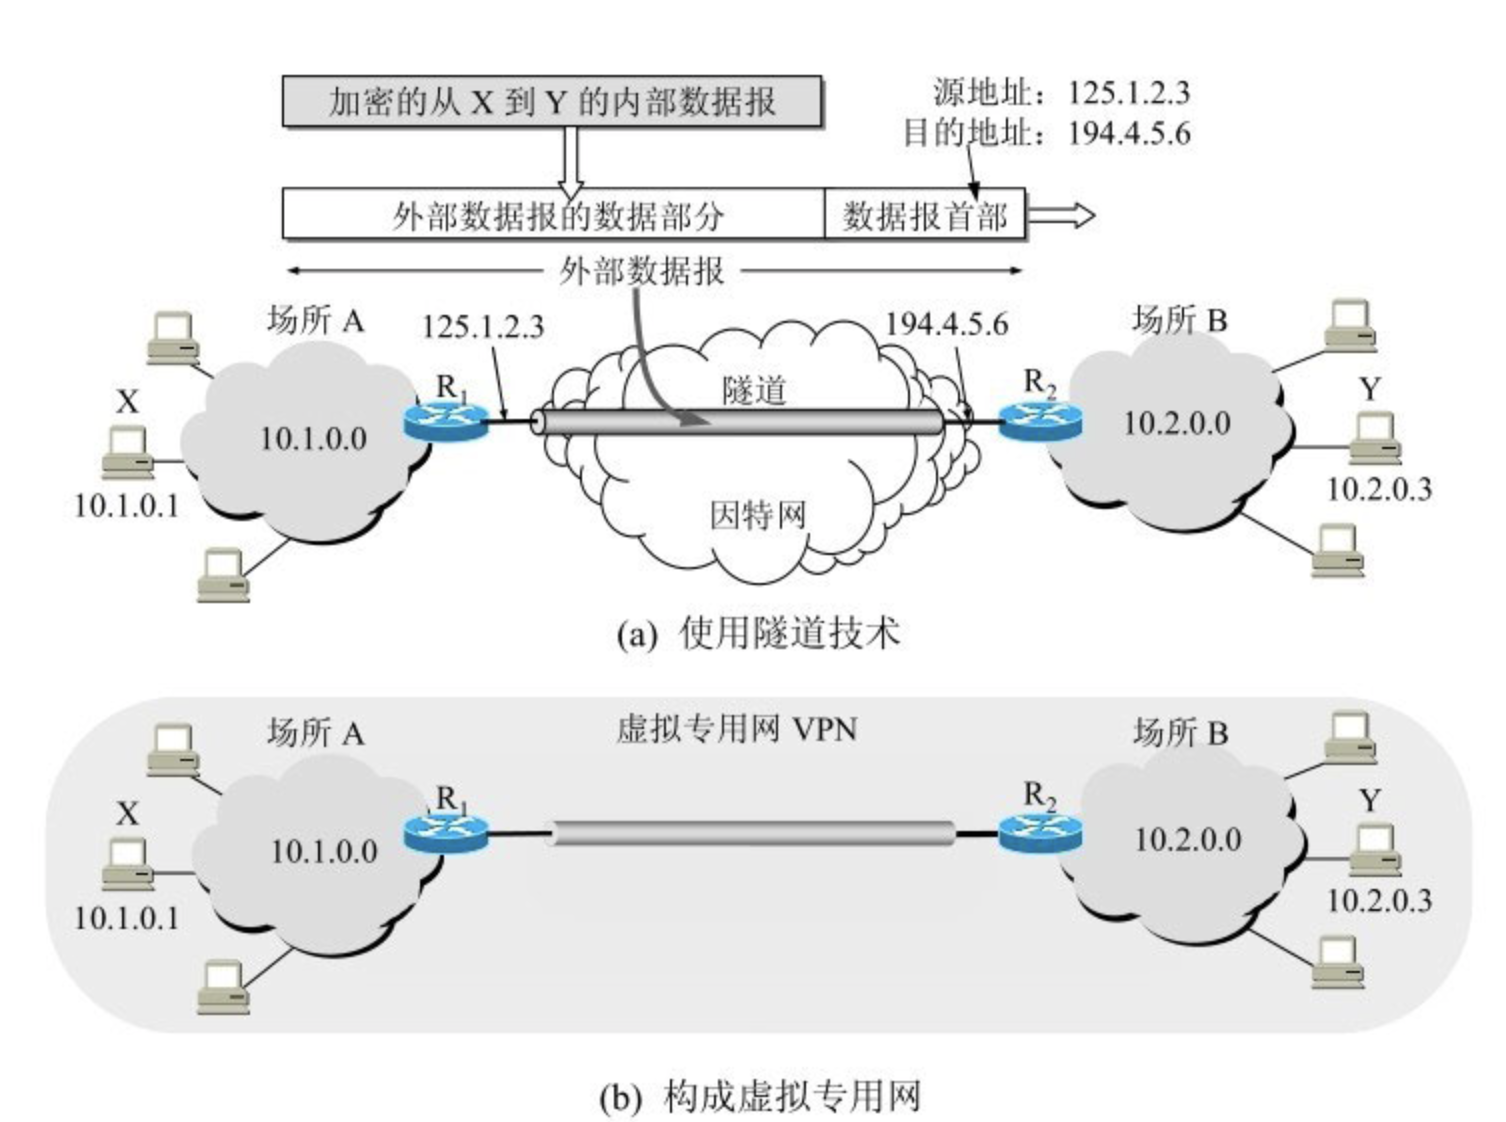 加密的从 X 到 Y 的内部数据报
源地址：125.1.2.3
目的地址：194.4.5.6
外部数据报的数据部分
数据报首部
外部数据报
场所 A
125.1.2.3
194.4.5.6
场所 B
X
R1
隧道
R2
Y
10.1.0.0
10.2.0.0
10.1.0.1
因特网
10.2.0.3
(a) 使用隧道技术
场所 A
虚拟专用网 VPN
场所 B
X
R1
R2
Y
10.1.0.0
10.2.0.0
10.1.0.1
10.2.0.3
(b) 构成虚拟专用网